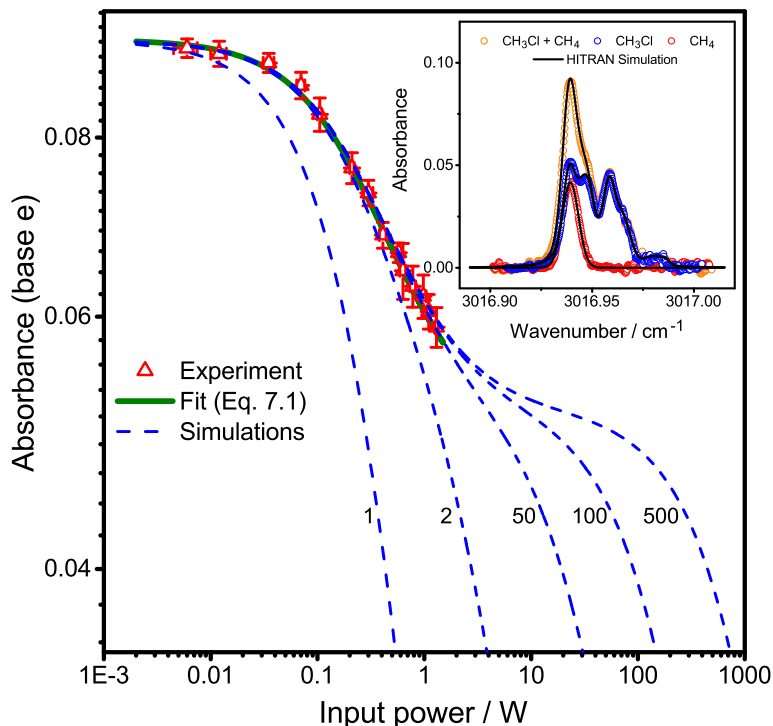 CH3Cl + CH4 CH3Cl CH4
HITRAN Simulation
0.10
0.05
0.00
Absorbance
3016.90 3016.95 3017.00
Wavenumber / cm-1
0.08
0.06
0.04
Absorbance (base e)
Experiment
Fit (Eq. 7.1)
Simulations
1 2 50 100 500
1E-3 0.01 0.1 1 10 100 1000
Input power / W